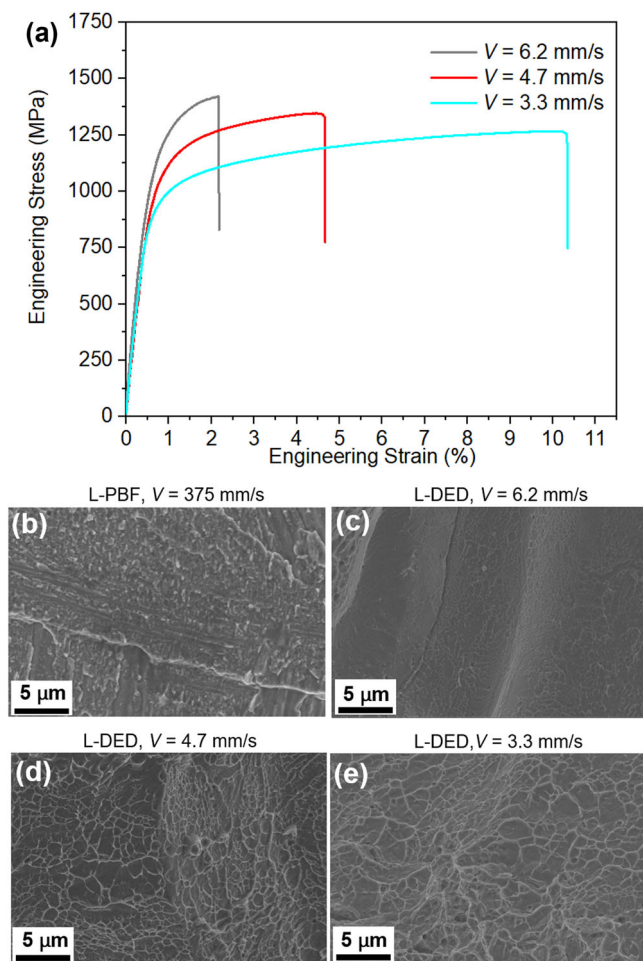 (a)
1750
1500
1250
1000
750
500
250
0
Engineering Stress (MPa)
V = 6.2 mm/s
V = 4.7 mm/s
V = 3.3 mm/s
0 1 2 3 4 5 6 7 8 9 10 11
Engineering Strain (%)
L-PBF, V = 375 mm/s
(b)
5 µm
L-DED, V = 6.2 mm/s
(c)
5 µm
L-DED, V = 4.7 mm/s
(d)
5 µm
L-DED, V = 3.3 mm/s
(e)
5 µm